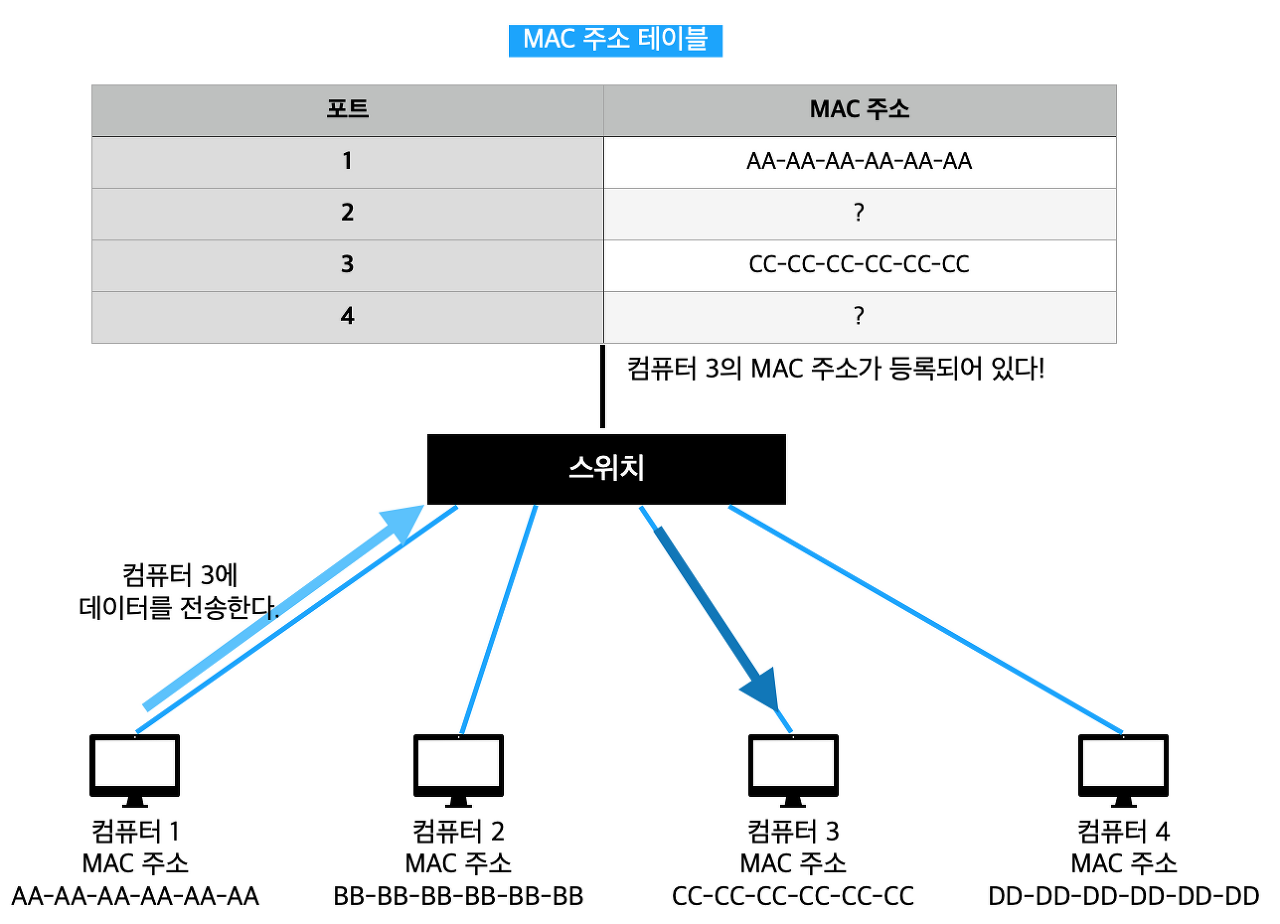 MAC 주소 테이블
포트 MAC 주소
1 AA-AA-AA-AA-AA-AA
2 ?
3 CC-CC-CC-CC-CC-CC
4 ?
컴퓨터 3의 MAC 주소가 등록되어 있다!
스위치
컴퓨터 3에
데이터를 전송한다.
컴퓨터 1
MAC 주소
AA-AA-AA-AA-AA-AA
컴퓨터 2
MAC 주소
BB-BB-BB-BB-BB-BB
컴퓨터 3
MAC 주소
CC-CC-CC-CC-CC-CC
컴퓨터 4
MAC 주소
DD-DD-DD-DD-DD-DD